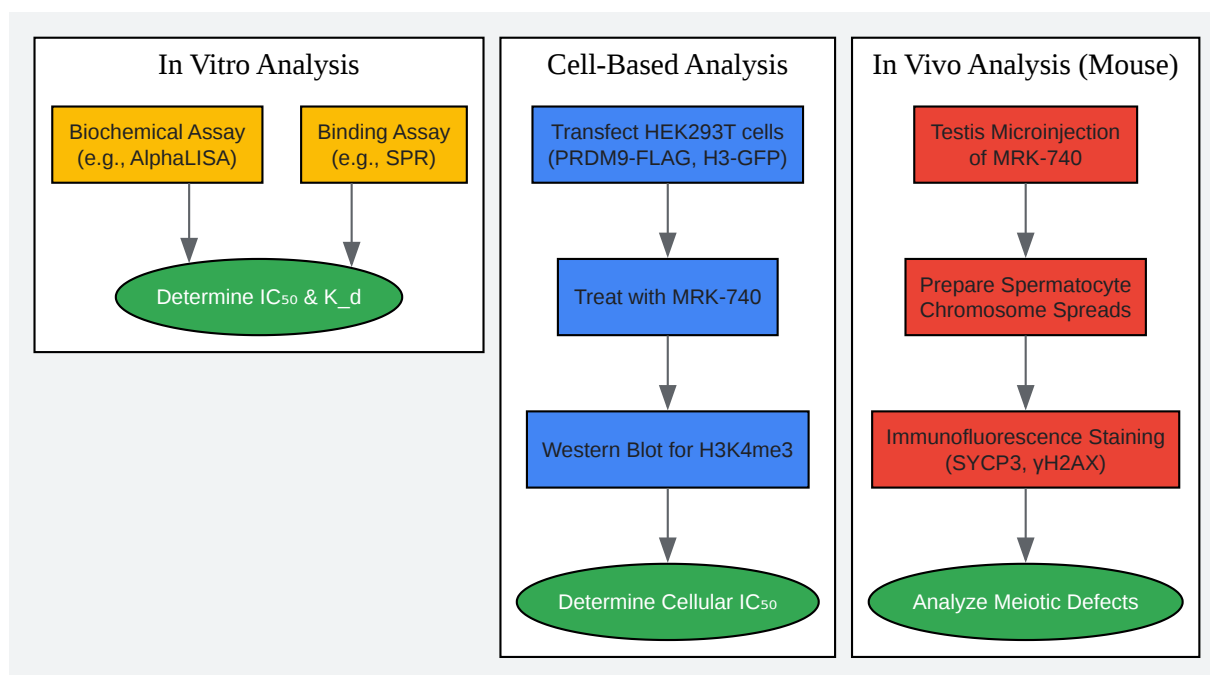 In Vitro Analysis
Biochemical Assay
(e.g., AlphaLISA)
Binding Assay
(e.g., SPR)
Determine IC₅₀ & K_d
Cell-Based Analysis
Transfect HEK293T cells
(PRDM9-FLAG, H3-GFP)
Treat with MRK-740
Western Blot for H3K4me3
Determine Cellular IC₅₀
In Vivo Analysis (Mouse)
Testis Microinjection
of MRK-740
Prepare Spermatocyte
Chromosome Spreads
Immunofluorescence Staining
(SYCP3, γH2AX)
Analyze Meiotic Defects